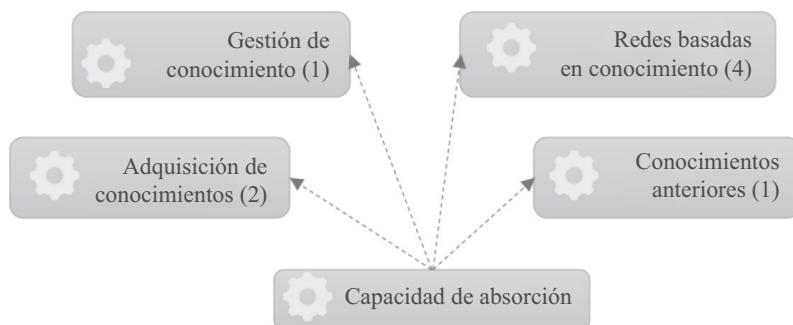 Gestión de
conocimiento (1)
Redes basadas
en conocimiento (4)
Adquisición de
conocimientos (2)
Conocimientos
anteriores (1)
Capacidad de absorción